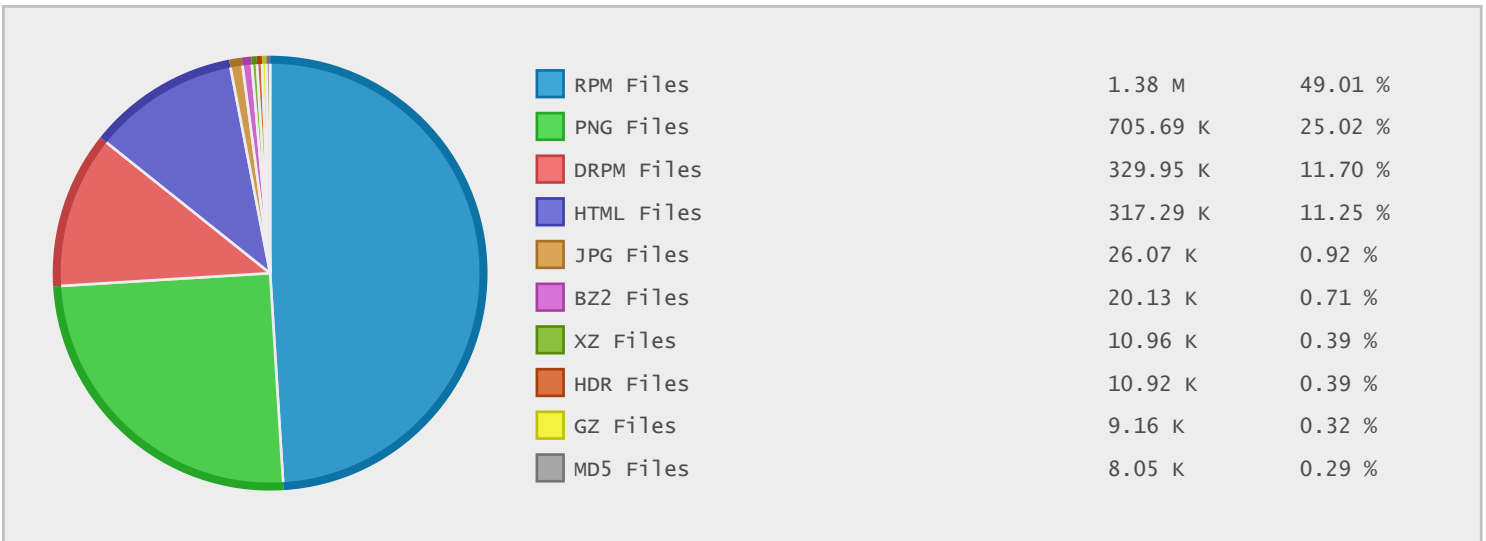 RPM Files 1.38 M 49.01 %
PNG Files 705.69 K 25.02 %
DRPM Files 329.95 K 11.70 %
HTML Files 317.29 K 11.25 %
JPG Files 26.07 K 0.92 %
BZ2 Files 20.13 K 0.71 %
XZ Files 10.96 K 0.39 %
HDR Files 10.92 K 0.39 %
GZ Files 9.16 K 0.32 %
MD5 Files 8.05 K 0.29 %